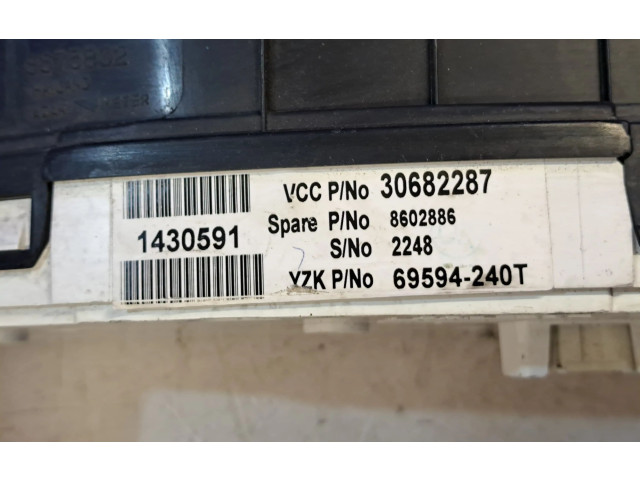 VCC P/No 30682287
Spare P/No 8602886
1430591
S/No 2248
YZK P/No 69594-240T